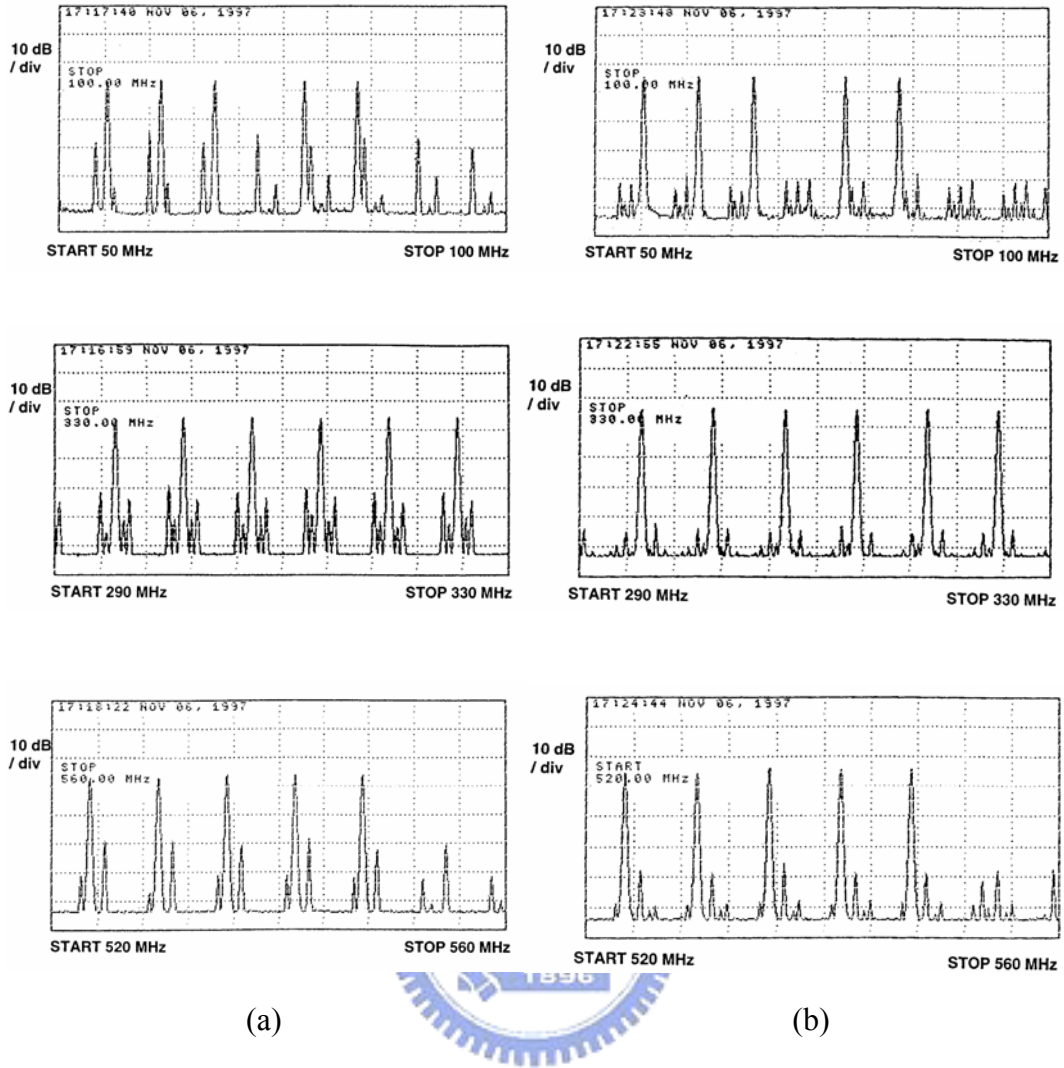 17:17:40 NOV 06, 1997
10 dB
/ div
STOP
100.00 MHz
START 50 MHz
STOP 100 MHz
17:23:48 NOV 06, 1997
10 dB
/ div
STOP
100.00 MHz
START 50 MHz
STOP 100 MHz
17:16:59 NOV 06, 1997
10 dB
/ div
STOP
330.00 MHz
START 290 MHz
STOP 330 MHz
17:22:55 NOV 06, 1997
10 dB
/ div
STOP
330.00 MHz
START 290 MHz
STOP 330 MHz
17:18:22 NOV 06, 1997
10 dB
/ div
STOP
560.00 MHz
START 520 MHz
STOP 560 MHz
17:24:44 NOV 06, 1997
10 dB
/ div
START
520.00 MHz
START 520 MHz
STOP 560 MHz
1896
(a)
(b)